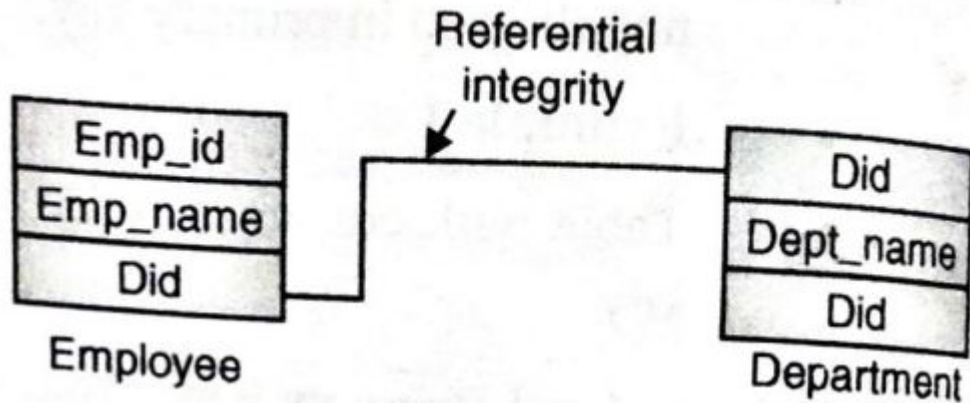 Referential
integrity
Emp_id
Emp_name
Did
Employee
Did
Dept_name
Did
Department